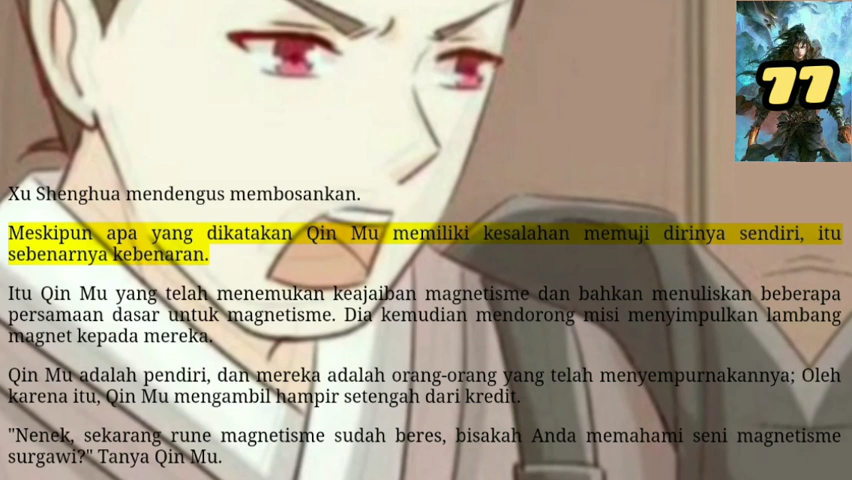 77
Xu Shenghua mendengus membosankan.
Meskipun apa yang dikatakan Qin Mu memiliki kesalahan memuji dirinya sendiri, itu
sebenarnya kebenaran.
Itu Qin Mu yang telah menemukan keajaiban magnetisme dan bahkan menuliskan beberapa
persamaan dasar untuk magnetisme. Dia kemudian mendorong misi menyimpulkan lambang
magnet kepada mereka.
Qin Mu adalah pendiri, dan mereka adalah orang-orang yang telah menyempurnakannya; Oleh
karena itu, Qin Mu mengambil hampir setengah dari kredit.
"Nenek, sekarang rune magnetisme sudah beres, bisakah Anda memahami seni magnetisme
surgawi?" Tanya Qin Mu.